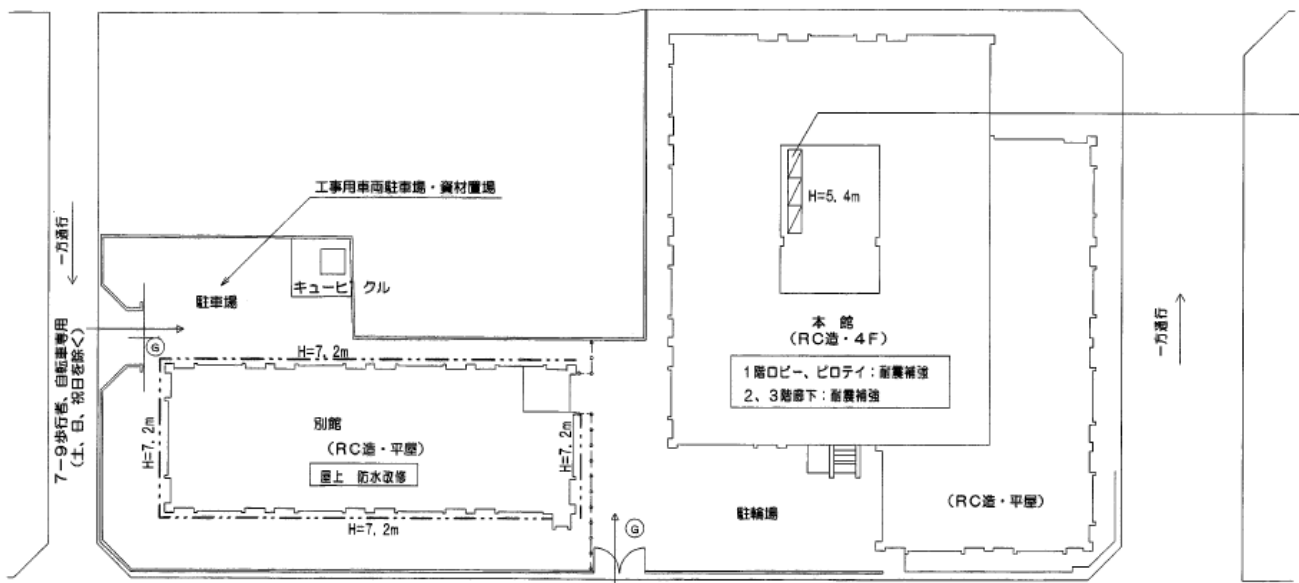 工事用車両駐車場・資材置場
H=5.4m
一方通行
キュービクル
駐車場
7-9歩行者、自転車専用
(土、日、祝日を除く)
G
H=7.2m
本 館
(RC造・4F)
1階ロビー、ピロテイ:耐震補強
2、3階廊下:耐震補強
一方通行
別館
(RC造・平屋)
屋上 防水改修
H=7.2m
H=7.2m
H=7.2m
駐輪場
(RC造・平屋)
G